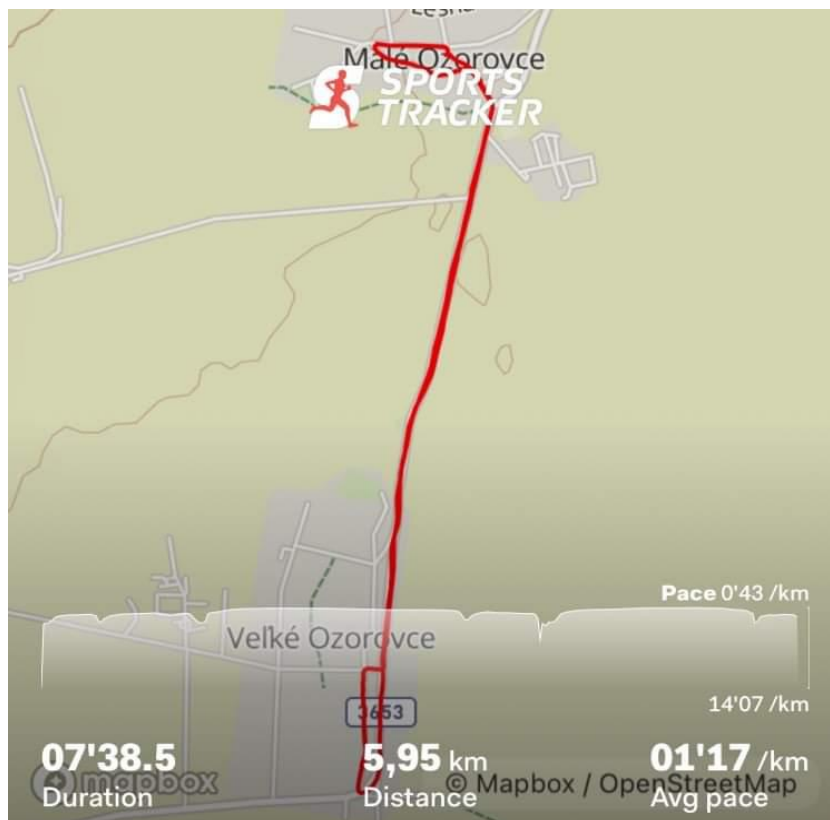 Lesná
Malé Ozorovce
SPORTS
TRACKER
Pace 0'43 /km
Veľké Ozorovce
3653
14'07 /km
07'38.5 5,95 km 01'17 /km
mapbox © Mapbox / OpenStreetMap
Duration Distance Avg pace